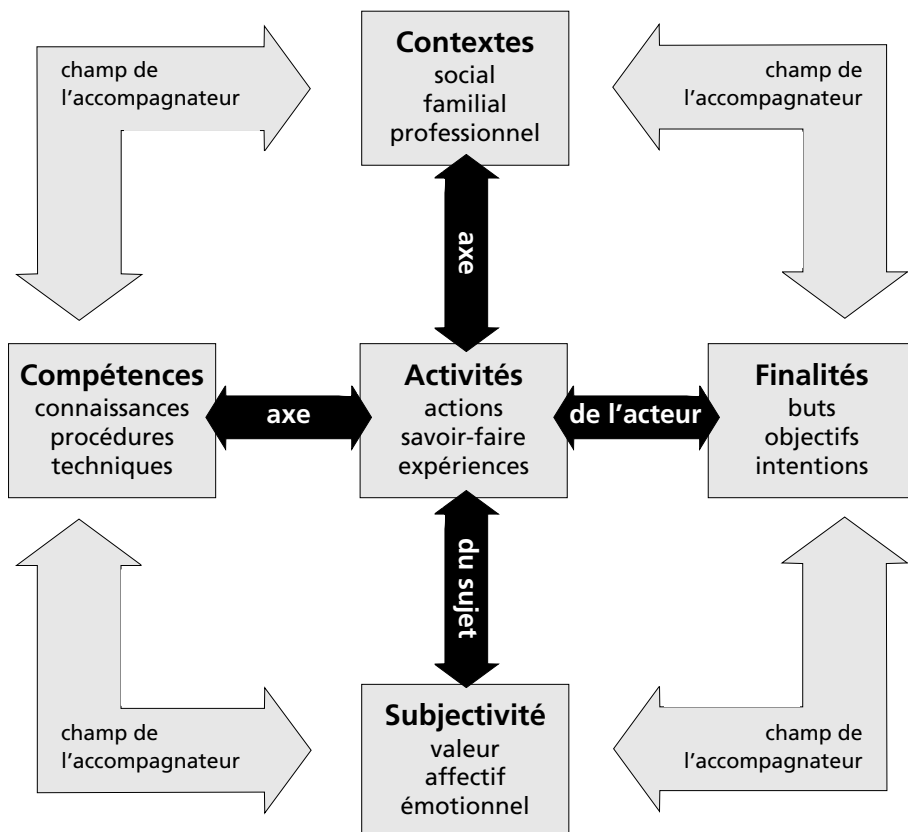 Contextes
social
familial
professionnel
champ de
l'accompagnateur
champ de
l'accompagnateur
axe
Compétences
connaissances
procédures
techniques
axe
Activités
actions
savoir-faire
expériences
de l'acteur
Finalités
buts
objectifs
intentions
du sujet
champ de
l'accompagnateur
Subjectivité
valeur
affectif
émotionnel
champ de
l'accompagnateur